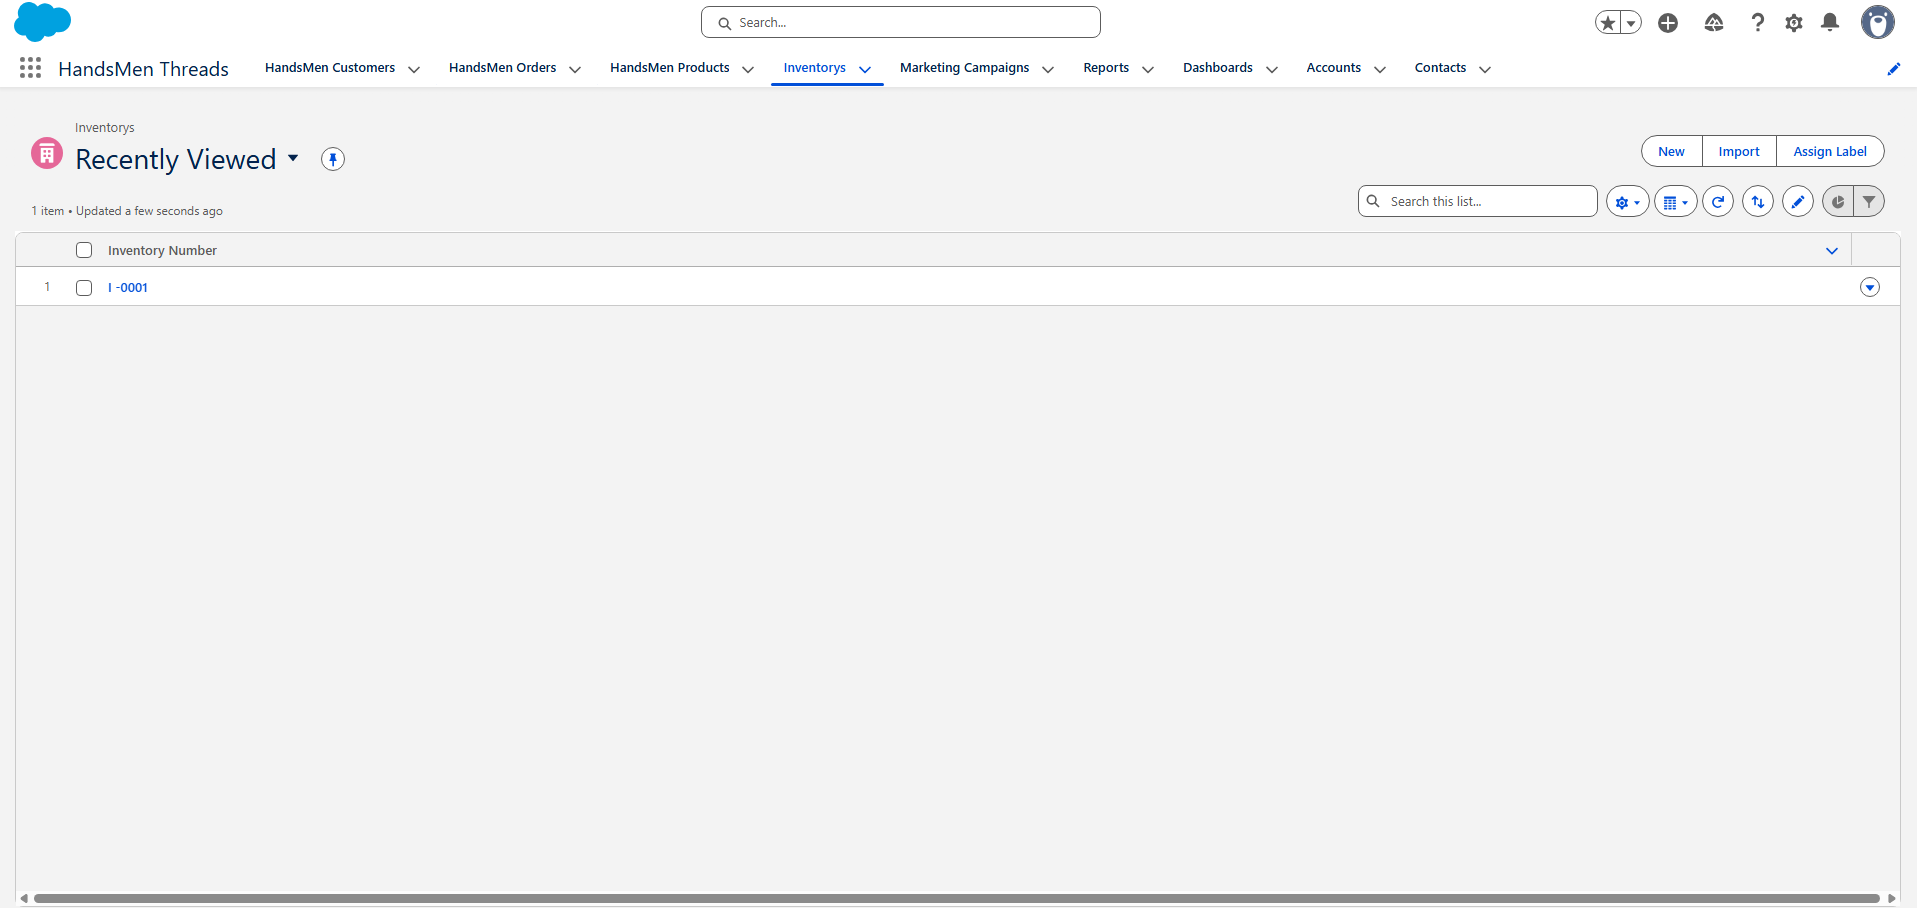 Search...
HandsMen Threads
HandsMen Customers
HandsMen Orders
HandsMen Products
Inventorys
Marketing Campaigns
Reports
Dashboards
Accounts
Contacts
Inventorys
Recently Viewed
New
Import
Assign Label
1 item • Updated a few seconds ago
Search this list...
Inventory Number
1
I -0001